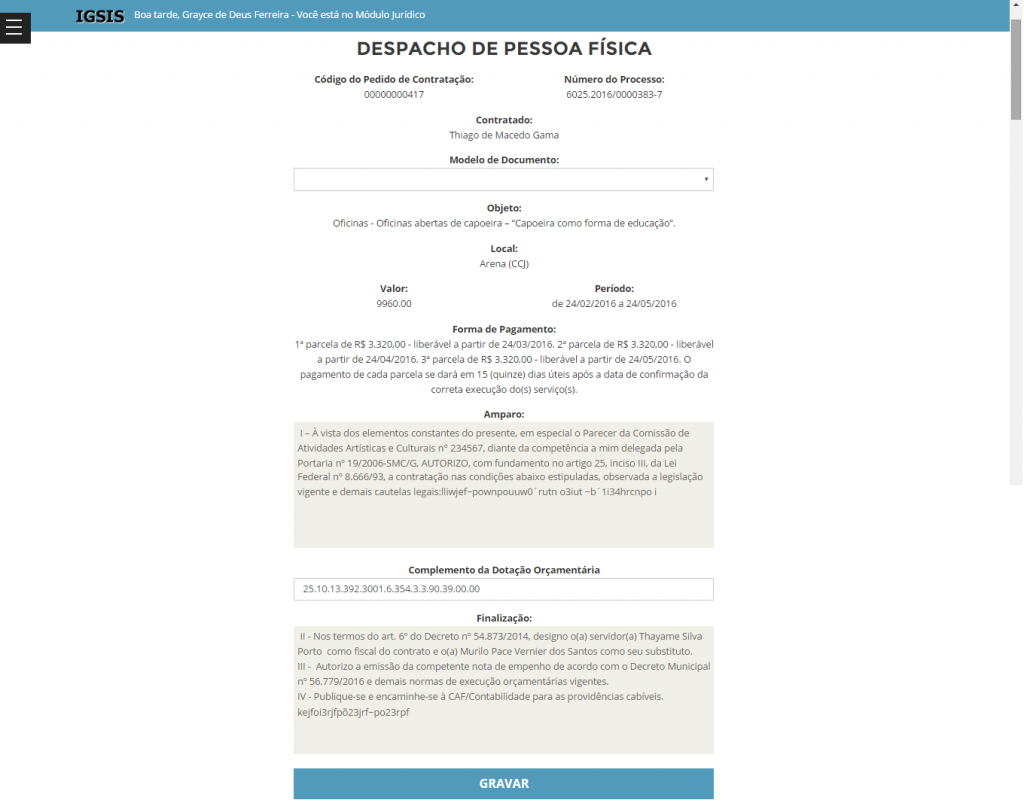 IGSIS Boa tarde, Grayce de Deus Ferreira - Você está no Módulo Jurídico
DESPACHO DE PESSOA FÍSICA
Código do Pedido de Contratação: Número do Processo:
00000000417 6025.2016/0000383-7
Contratado:
Thiago de Macedo Gama
Modelo de Documento:
Objeto:
Oficinas - Oficinas abertas de capoeira – “Capoeira como forma de educação”.
Local:
Arena (CCJ)
Valor: Período:
9960.00 de 24/02/2016 a 24/05/2016
Forma de Pagamento:
1ª parcela de R$ 3.320,00 - liberável a partir de 24/03/2016. 2ª parcela de R$ 3.320,00 - liberável
a partir de 24/04/2016. 3ª parcela de R$ 3.320,00 - liberável a partir de 24/05/2016. O
pagamento de cada parcela se dará em 15 (quinze) dias úteis após a data de confirmação da
correta execução do(s) serviço(s).
Amparo:
I – À vista dos elementos constantes do presente, em especial o Parecer da Comissão de
Atividades Artísticas e Culturais nº 234567, diante da competência a mim delegada pela
Portaria nº 19/2006-SMC/G, AUTORIZO, com fundamento no artigo 25, inciso III, da Lei
Federal nº 8.666/93, a contratação nas condições abaixo estipuladas, observada a legislação
vigente e demais cautelas legais:lliwjef~pownpouuw0´rutn o3iut ~b´1i34hrcnpo i
Complemento da Dotação Orçamentária
25.10.13.392.3001.6.354.3.3.90.39.00.00
Finalização:
II - Nos termos do art. 6º do Decreto nº 54.873/2014, designo o(a) servidor(a) Thayame Silva
Porto como fiscal do contrato e o(a) Murilo Pace Vernier dos Santos como seu substituto.
III - Autorizo a emissão da competente nota de empenho de acordo com o Decreto Municipal
nº 56.779/2016 e demais normas de execução orçamentárias vigentes.
IV - Publique-se e encaminhe-se à CAF/Contabilidade para as providências cabíveis.
kejfoi3rjfpõ23jrf~po23rpf
GRAVAR